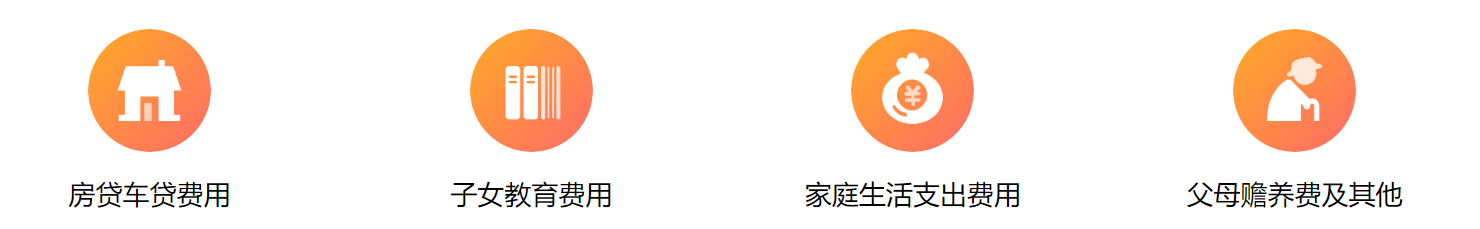 ¥
房贷车贷费用
子女教育费用
家庭生活支出费用
父母赡养费及其他